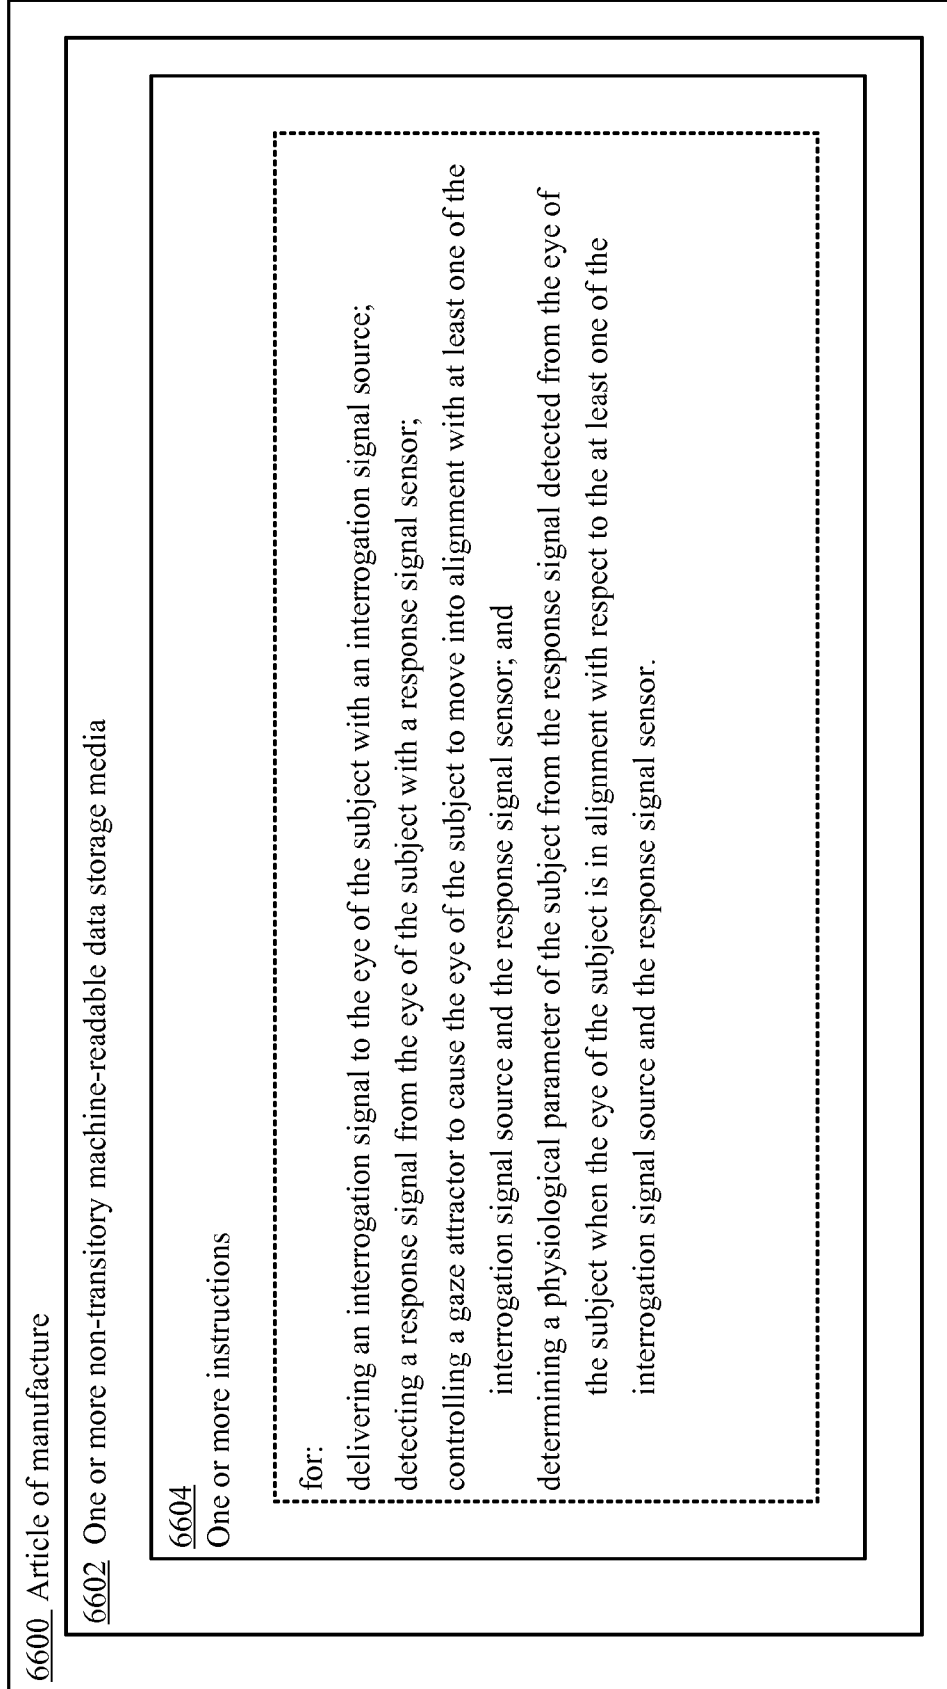 6600 Article of manufacture
6602 One or more non-transitory machine-readable data storage media
6604
One or more instructions
for:
delivering an interrogation signal to the eye of the subject with an interrogation signal source;
detecting a response signal from the eye of the subject with a response signal sensor;
controlling a gaze attractor to cause the eye of the subject to move into alignment with at least one of the
interrogation signal source and the response signal sensor; and
determining a physiological parameter of the subject from the response signal detected from the eye of
the subject when the eye of the subject is in alignment with respect to the at least one of the
interrogation signal source and the response signal sensor.